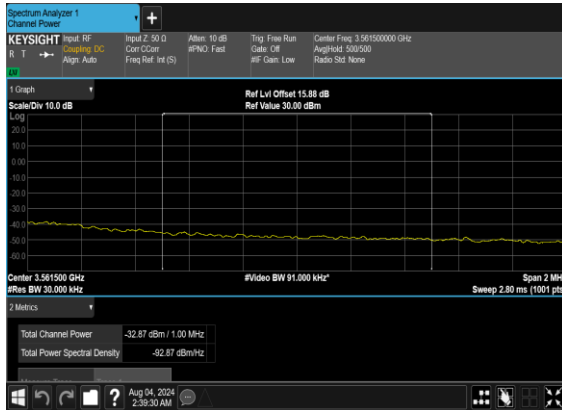 Spectrum Analyzer 1
Channel Power
+
KEYSIGHT
R T
LXI
Input: RF
Coupling: DC
Align: Auto
Input Z: 50 Ω
Corr CCorr
Freq Ref: Int (S)
Atten: 10 dB
#PNO: Fast
Trig: Free Run
Gate: Off
#IF Gain: Low
Center Freq: 3.561500000 GHz
Avg|Hold: 500/500
Radio Std: None
1 Graph
Scale/Div 10.0 dB
Ref Lvl Offset 15.88 dB
Ref Value 30.00 dBm
Log
20.0
10.0
0.00
-10.0
-20.0
-30.0
-40.0
-50.0
-60.0
Center 3.561500 GHz
#Res BW 30.000 kHz
#Video BW 91.000 kHz*
Span 2 MH
Sweep 2.80 ms (1001 pts
2 Metrics
Total Channel Power -32.87 dBm / 1.00 MHz
Total Power Spectral Density -92.87 dBm/Hz
?
Aug 04, 2024
2:39:30 AM